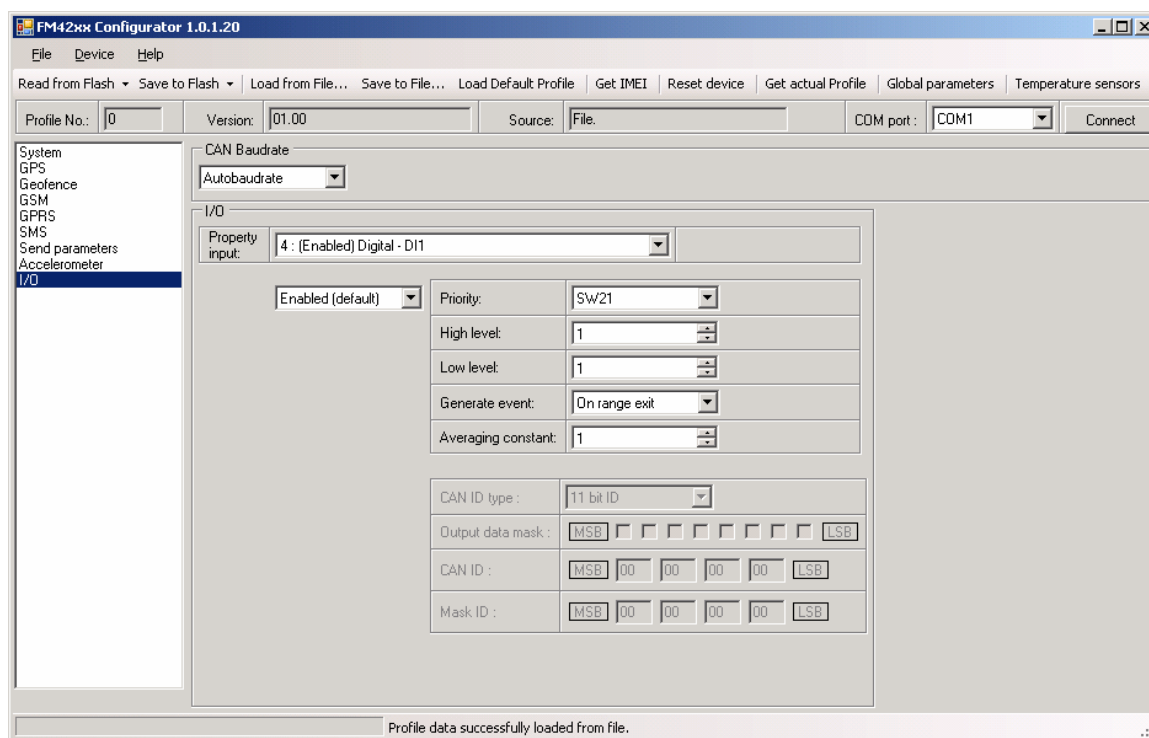 FM42xx Configurator 1.0.1.20
File Device Help
Read from Flash Save to Flash Load from File... Save to File... Load Default Profile Get IMEI Reset device Get actual Profile Global parameters Temperature sensors
Profile No.: 0 Version: 01.00 Source: File. COM port : COM1 Connect
System
GPS
Geofence
GSM
GPRS
SMS
Send parameters
Accelerometer
I/O
CAN Baudrate
Autobaudrate
I/O
Property input: 4 : (Enabled) Digital - DI1
Enabled (default)
Priority: SW21
High level: 1
Low level: 1
Generate event: On range exit
Averaging constant: 1
CAN ID type : 11 bit ID
Output data mask : MSB LSB
CAN ID : MSB 00 00 00 00 LSB
Mask ID : MSB 00 00 00 00 LSB
Profile data successfully loaded from file.